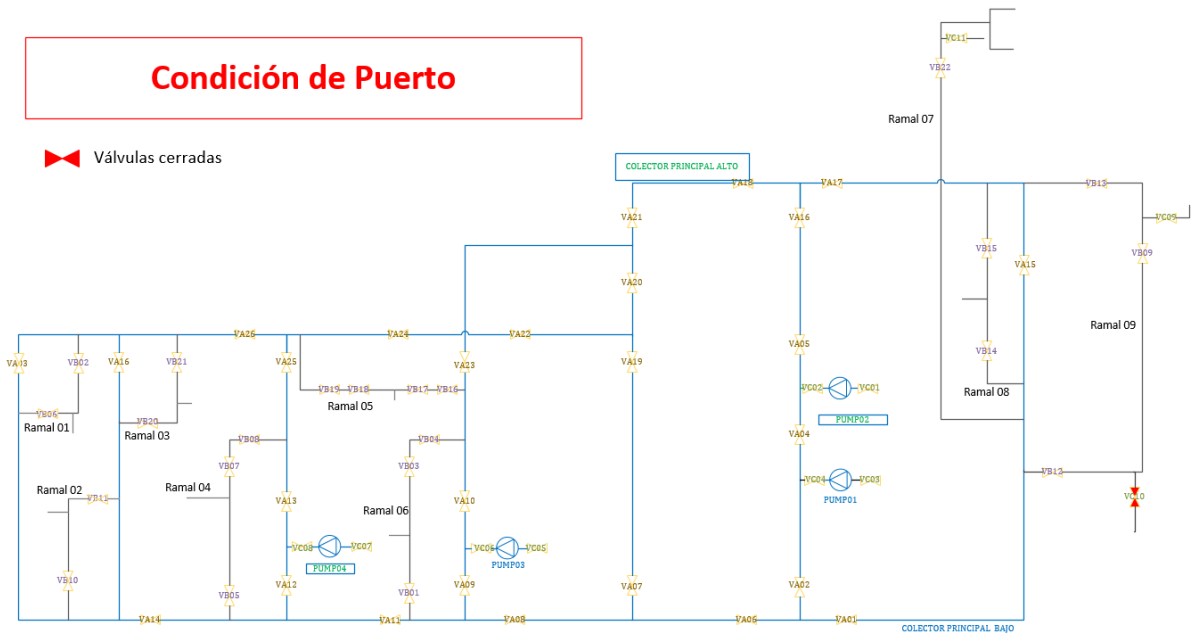 VC11
Condición de Puerto
VB22
Ramal 07
Válvulas cerradas
COLECTOR PRINCIPAL ALTO
VA18
VA17
VB13
VA21
VA16
VC09
VB15
VB09
VA15
VA20
Ramal 09
VA26
VA24
VA22
VA05
VB14
VA43
VB02
VA16
VB21
VA25
VA23
VA19
VB19
VB18
VB17
VB16
VC02
VC01
Ramal 08
Ramal 05
VB06
VB20
PUMP02
Ramal 01
Ramal 03
VB08
VB04
VA04
VB07
VB03
VB12
Ramal 02
Ramal 04
VC04
VC03
VB11
VA13
VA10
PUMP01
VC10
Ramal 06
VC08
VC07
VC06
VC05
PUMP04
PUMP03
VB10
VB05
VA12
VB01
VA09
VA07
VA02
VA14
VA11
VA08
VA06
VA01
COLECTOR PRINCIPAL BAJO